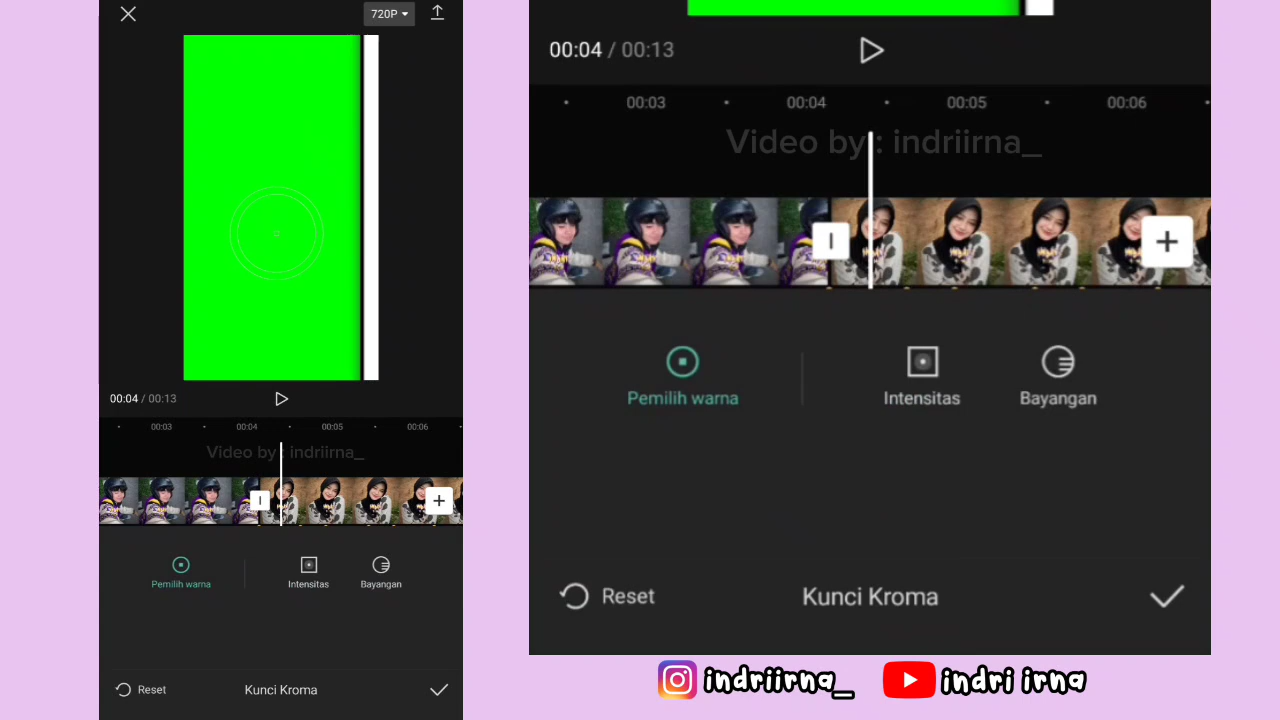 720P
00:04 / 00:13
00:03
00:04
00:05
00:06
Video by : indriirna_
Pemilih warna
Intensitas
Bayangan
Reset
Kunci Kroma
00:04 / 00:13
00:03
00:04
00:05
00:06
Video by : indriirna_
Pemilih warna
Intensitas
Bayangan
Reset
Kunci Kroma
indriirna_
indri irna